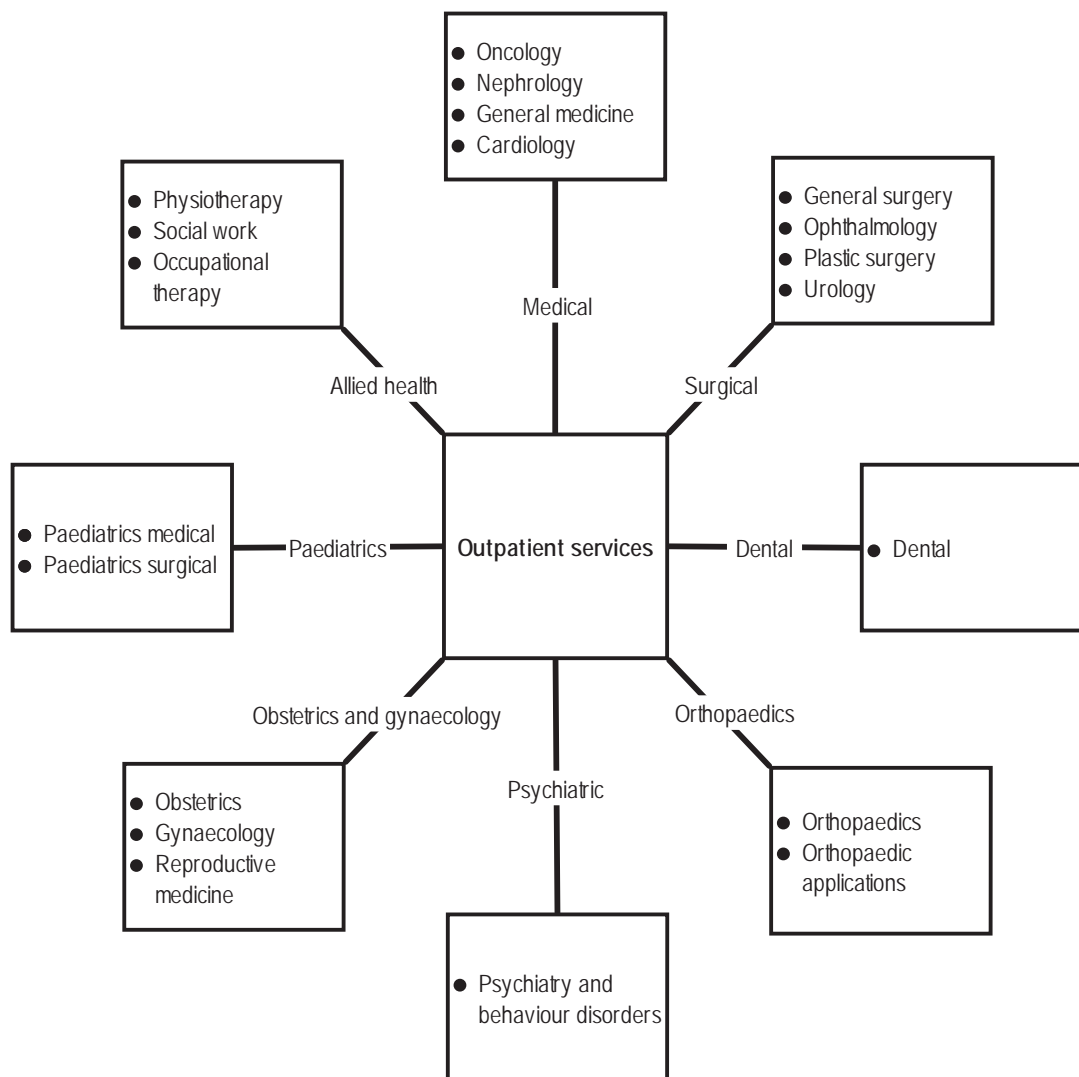 ● Oncology
● Nephrology
● General medicine
● Cardiology
● Physiotherapy
● Social work
● Occupational
therapy
● General surgery
● Ophthalmology
● Plastic surgery
● Urology
Medical
Allied health
Surgical
● Paediatrics medical
● Paediatrics surgical
Paediatrics
Outpatient services
Dental
● Dental
Obstetrics and gynaecology
Orthopaedics
Psychiatric
● Obstetrics
● Gynaecology
● Reproductive
medicine
● Orthopaedics
● Orthopaedic
applications
● Psychiatry and
behaviour disorders